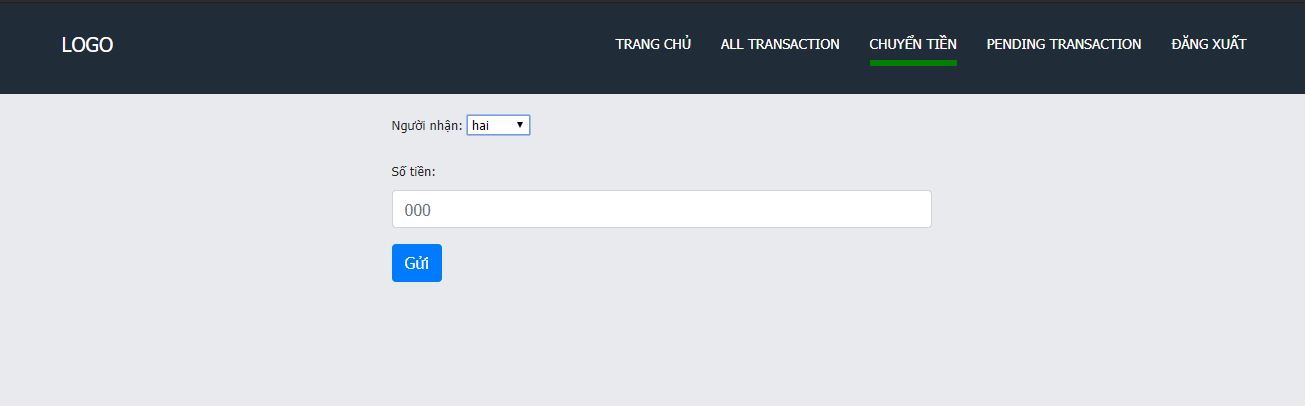 LOGO TRANG CHỦ ALL TRANSACTION CHUYỂN TIỀN PENDING TRANSACTION ĐĂNG XUẤT
Người nhận: hai
Số tiền:
000
Gửi